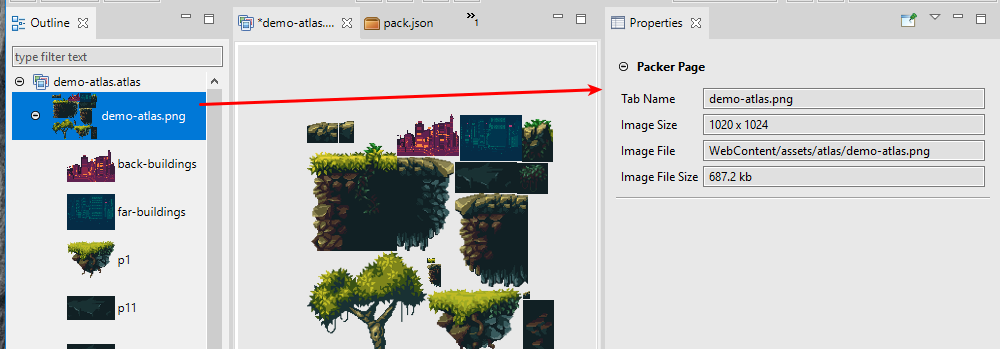 Outline
type filter text
demo-atlas.atlas
demo-atlas.png
back-buildings
far-buildings
p1
p11
*demo-atlas....
pack.json
»1
Properties
Packer Page
Tab Name
demo-atlas.png
Image Size
1020 x 1024
Image File
WebContent/assets/atlas/demo-atlas.png
Image File Size
687.2 kb